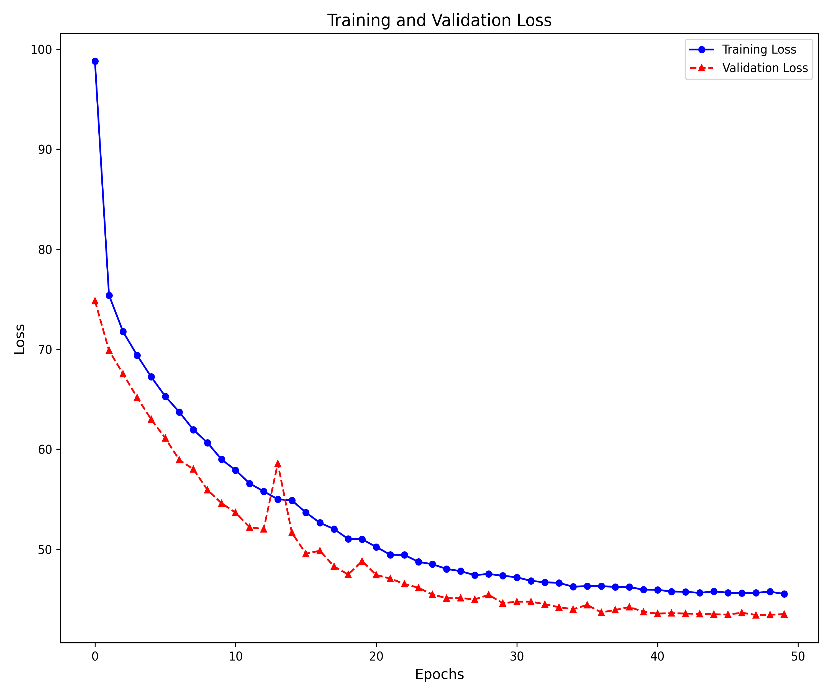 Training and Validation Loss
Training Loss
Validation Loss
100
90
80
70
60
50
Loss
0 10 20 30 40 50
Epochs